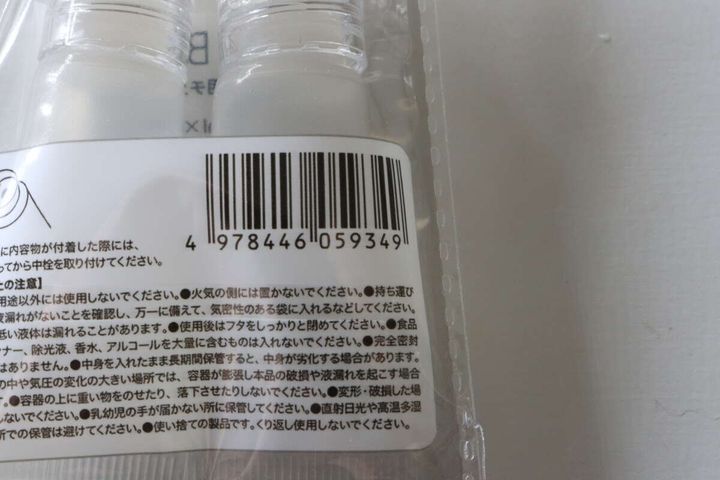 B
4 978446 059349
に内容物が付着した際には、
ってから中栓を取り付けてください。
上の注意】
用途以外には使用しないでください。●火気の側には置かないでください。●持ち運び
液漏れがないことを確認し、万一に備えて、気密性のある袋に入れるなどしてください。
低い液体は漏れることがあります。●使用後はフタをしっかりと閉めてください。●食品
ンナー、除光液、香水、アルコールを大量に含むものは入れないでください。●完全密封
はありません。●中身を入れたまま長期間保管すると、中身が劣化する場合があります。
の中や気圧の変化の大きい場所では、容器が膨張し本品の破損や液漏れを起こす場合
す。●容器の上に重い物をのせたり、落下させたりしないでください。●変形・破損した場
しないでください。●乳幼児の手が届かない所に保管してください。●直射日光や高温多湿
所での保管は避けてください。●使い捨ての製品です。くり返し使用しないでください。